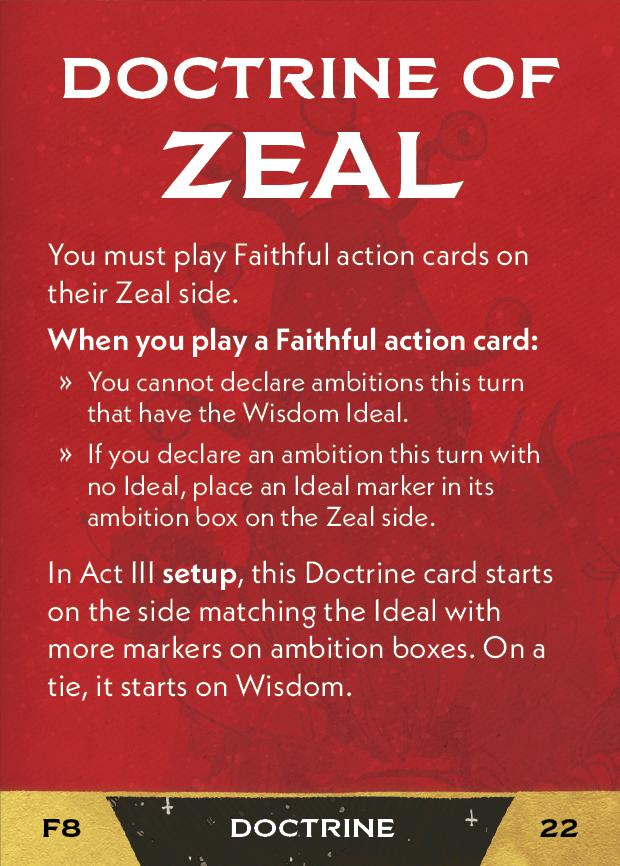 DOCTRINE OF
ZEAL
You must play Faithful action cards on
their Zeal side.
When you play a Faithful action card:
» You cannot declare ambitions this turn
that have the Wisdom Ideal.
» If you declare an ambition this turn with
no Ideal, place an Ideal marker in its
ambition box on the Zeal side.
In Act III setup, this Doctrine card starts
on the side matching the Ideal with
more markers on ambition boxes. On a
tie, it starts on Wisdom.
F8 DOCTRINE 22